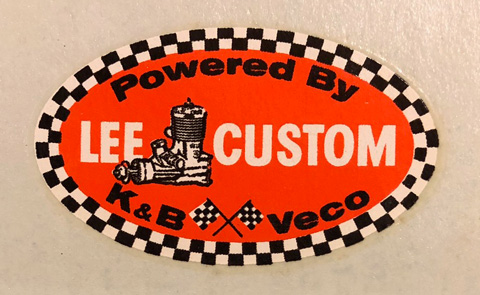 Powered By
LEE CUSTOM
K&B Veco